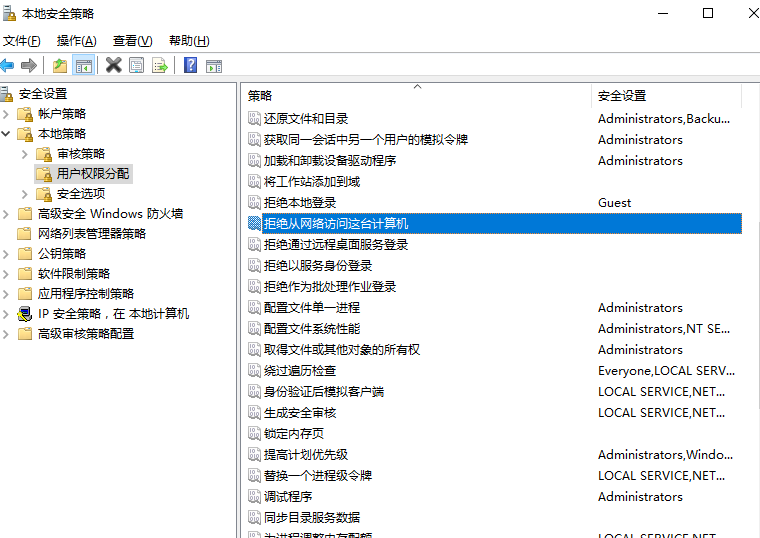 本地安全策略
文件(F) 操作(A) 查看(V) 帮助(H)
安全设置
帐户策略
本地策略
审核策略
用户权限分配
安全选项
高级安全 Windows 防火墙
网络列表管理器策略
公钥策略
软件限制策略
应用程序控制策略
IP 安全策略，在 本地计算机
高级审核策略配置
策略 安全设置
还原文件和目录 Administrators,Backu...
获取同一会话中另一个用户的模拟令牌 Administrators
加载和卸载设备驱动程序 Administrators
将工作站添加到域
拒绝本地登录 Guest
拒绝从网络访问这台计算机
拒绝通过远程桌面服务登录
拒绝以服务身份登录
拒绝作为批处理作业登录
配置文件单一进程 Administrators
配置文件系统性能 Administrators,NT SE...
取得文件或其他对象的所有权 Administrators
绕过遍历检查 Everyone,LOCAL SERV...
身份验证后模拟客户端 LOCAL SERVICE,NET...
生成安全审核 LOCAL SERVICE,NET...
锁定内存页
提高计划优先级 Administrators,Windo...
替换一个进程级令牌 LOCAL SERVICE,NET...
调试程序 Administrators
同步目录服务数据
为进程调整内存配额 LOCAL SERVICE,NET...